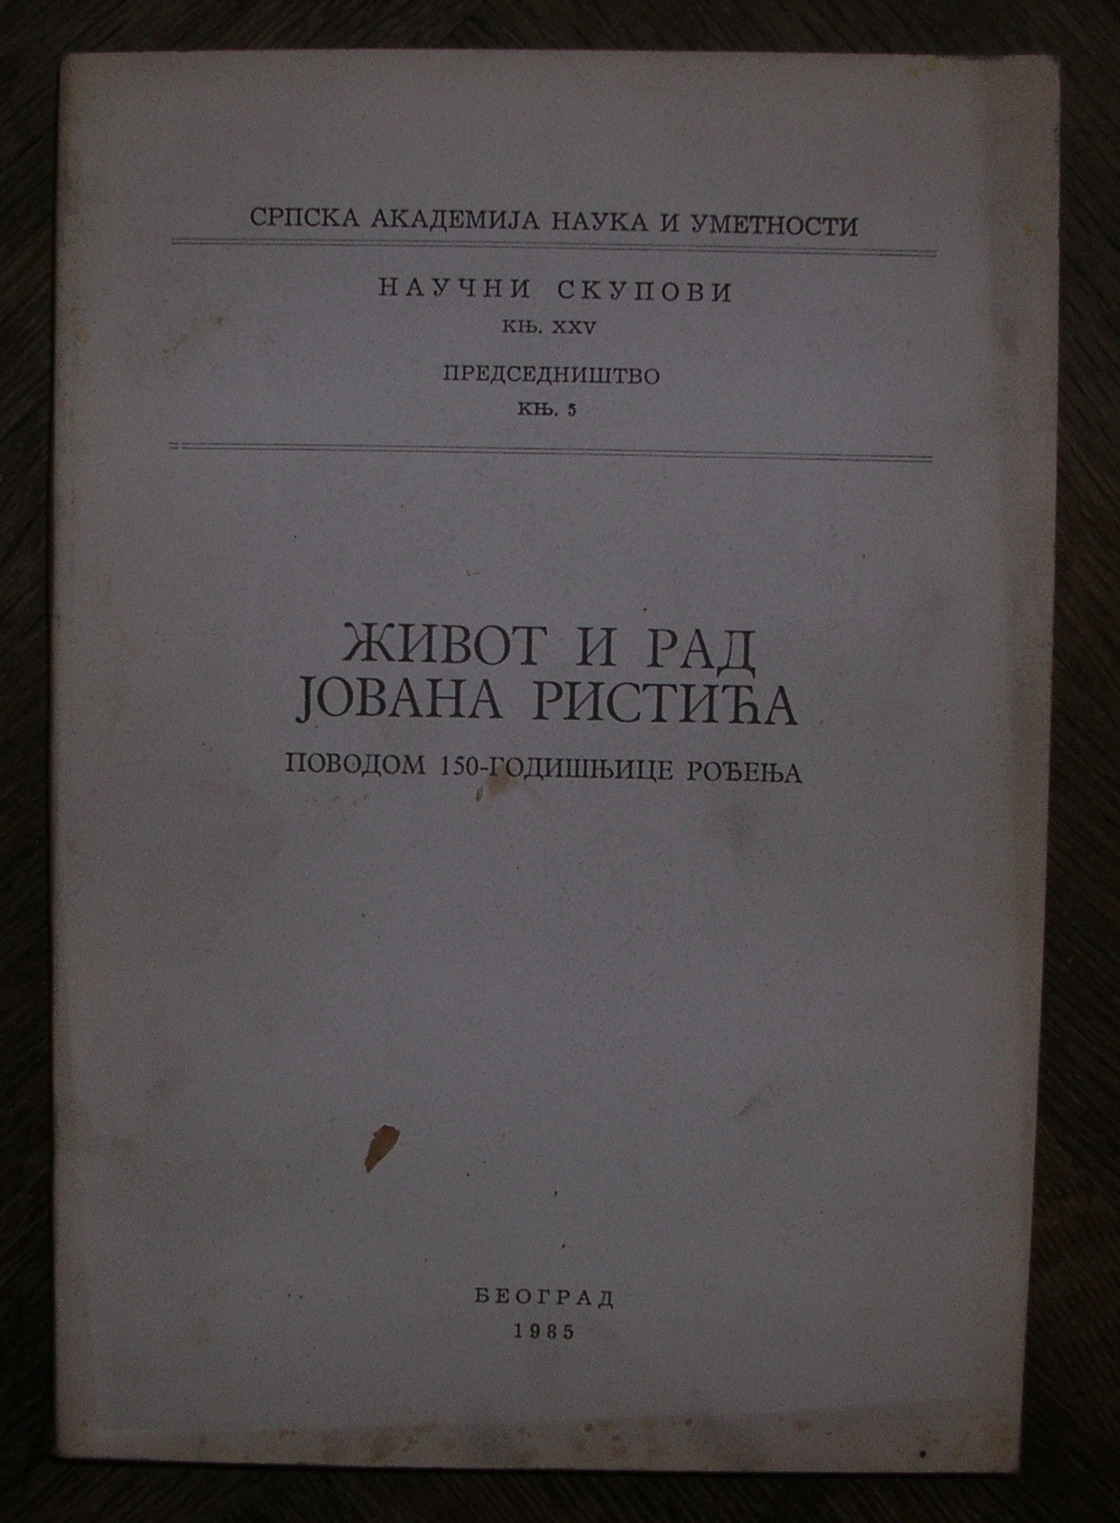 СРПСКА АКАДЕМИЈА НАУКА И УМЕТНОСТИ
НАУЧНИ СКУПОВИ
КЊ. XXV
ПРЕДСЕДНИШТВО
КЊ. 5
ЖИВОТ И РАД
ЈОВАНА РИСТИЋА
ПОВОДОМ 150-ГОДИШЊИЦЕ РОЂЕЊА
БЕОГРАД
1985